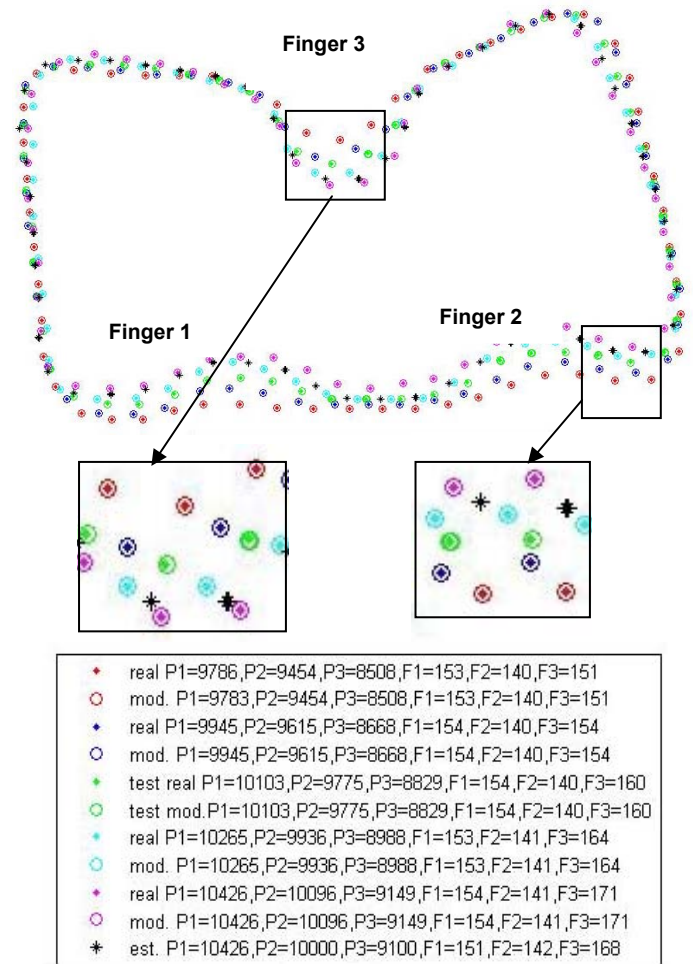 Finger 3
Finger 1
Finger 2
real P1=9786,P2=9454,P3=8508,F1=153,F2=140,F3=151
mod. P1=9783,P2=9454,P3=8508,F1=153,F2=140,F3=151
real P1=9945,P2=9615,P3=8668,F1=154,F2=140,F3=154
mod. P1=9945,P2=9615,P3=8668,F1=154,F2=140,F3=154
test real P1=10103,P2=9775,P3=8829,F1=154,F2=140,F3=160
test mod.P1=10103,P2=9775,P3=8829,F1=154,F2=140,F3=160
real P1=10265,P2=9936,P3=8988,F1=153,F2=141,F3=164
mod. P1=10265,P2=9936,P3=8988,F1=153,F2=141,F3=164
real P1=10426,P2=10096,P3=9149,F1=154,F2=141,F3=171
mod. P1=10426,P2=10096,P3=9149,F1=154,F2=141,F3=171
est. P1=10426,P2=10000,P3=9100,F1=151,F2=142,F3=168